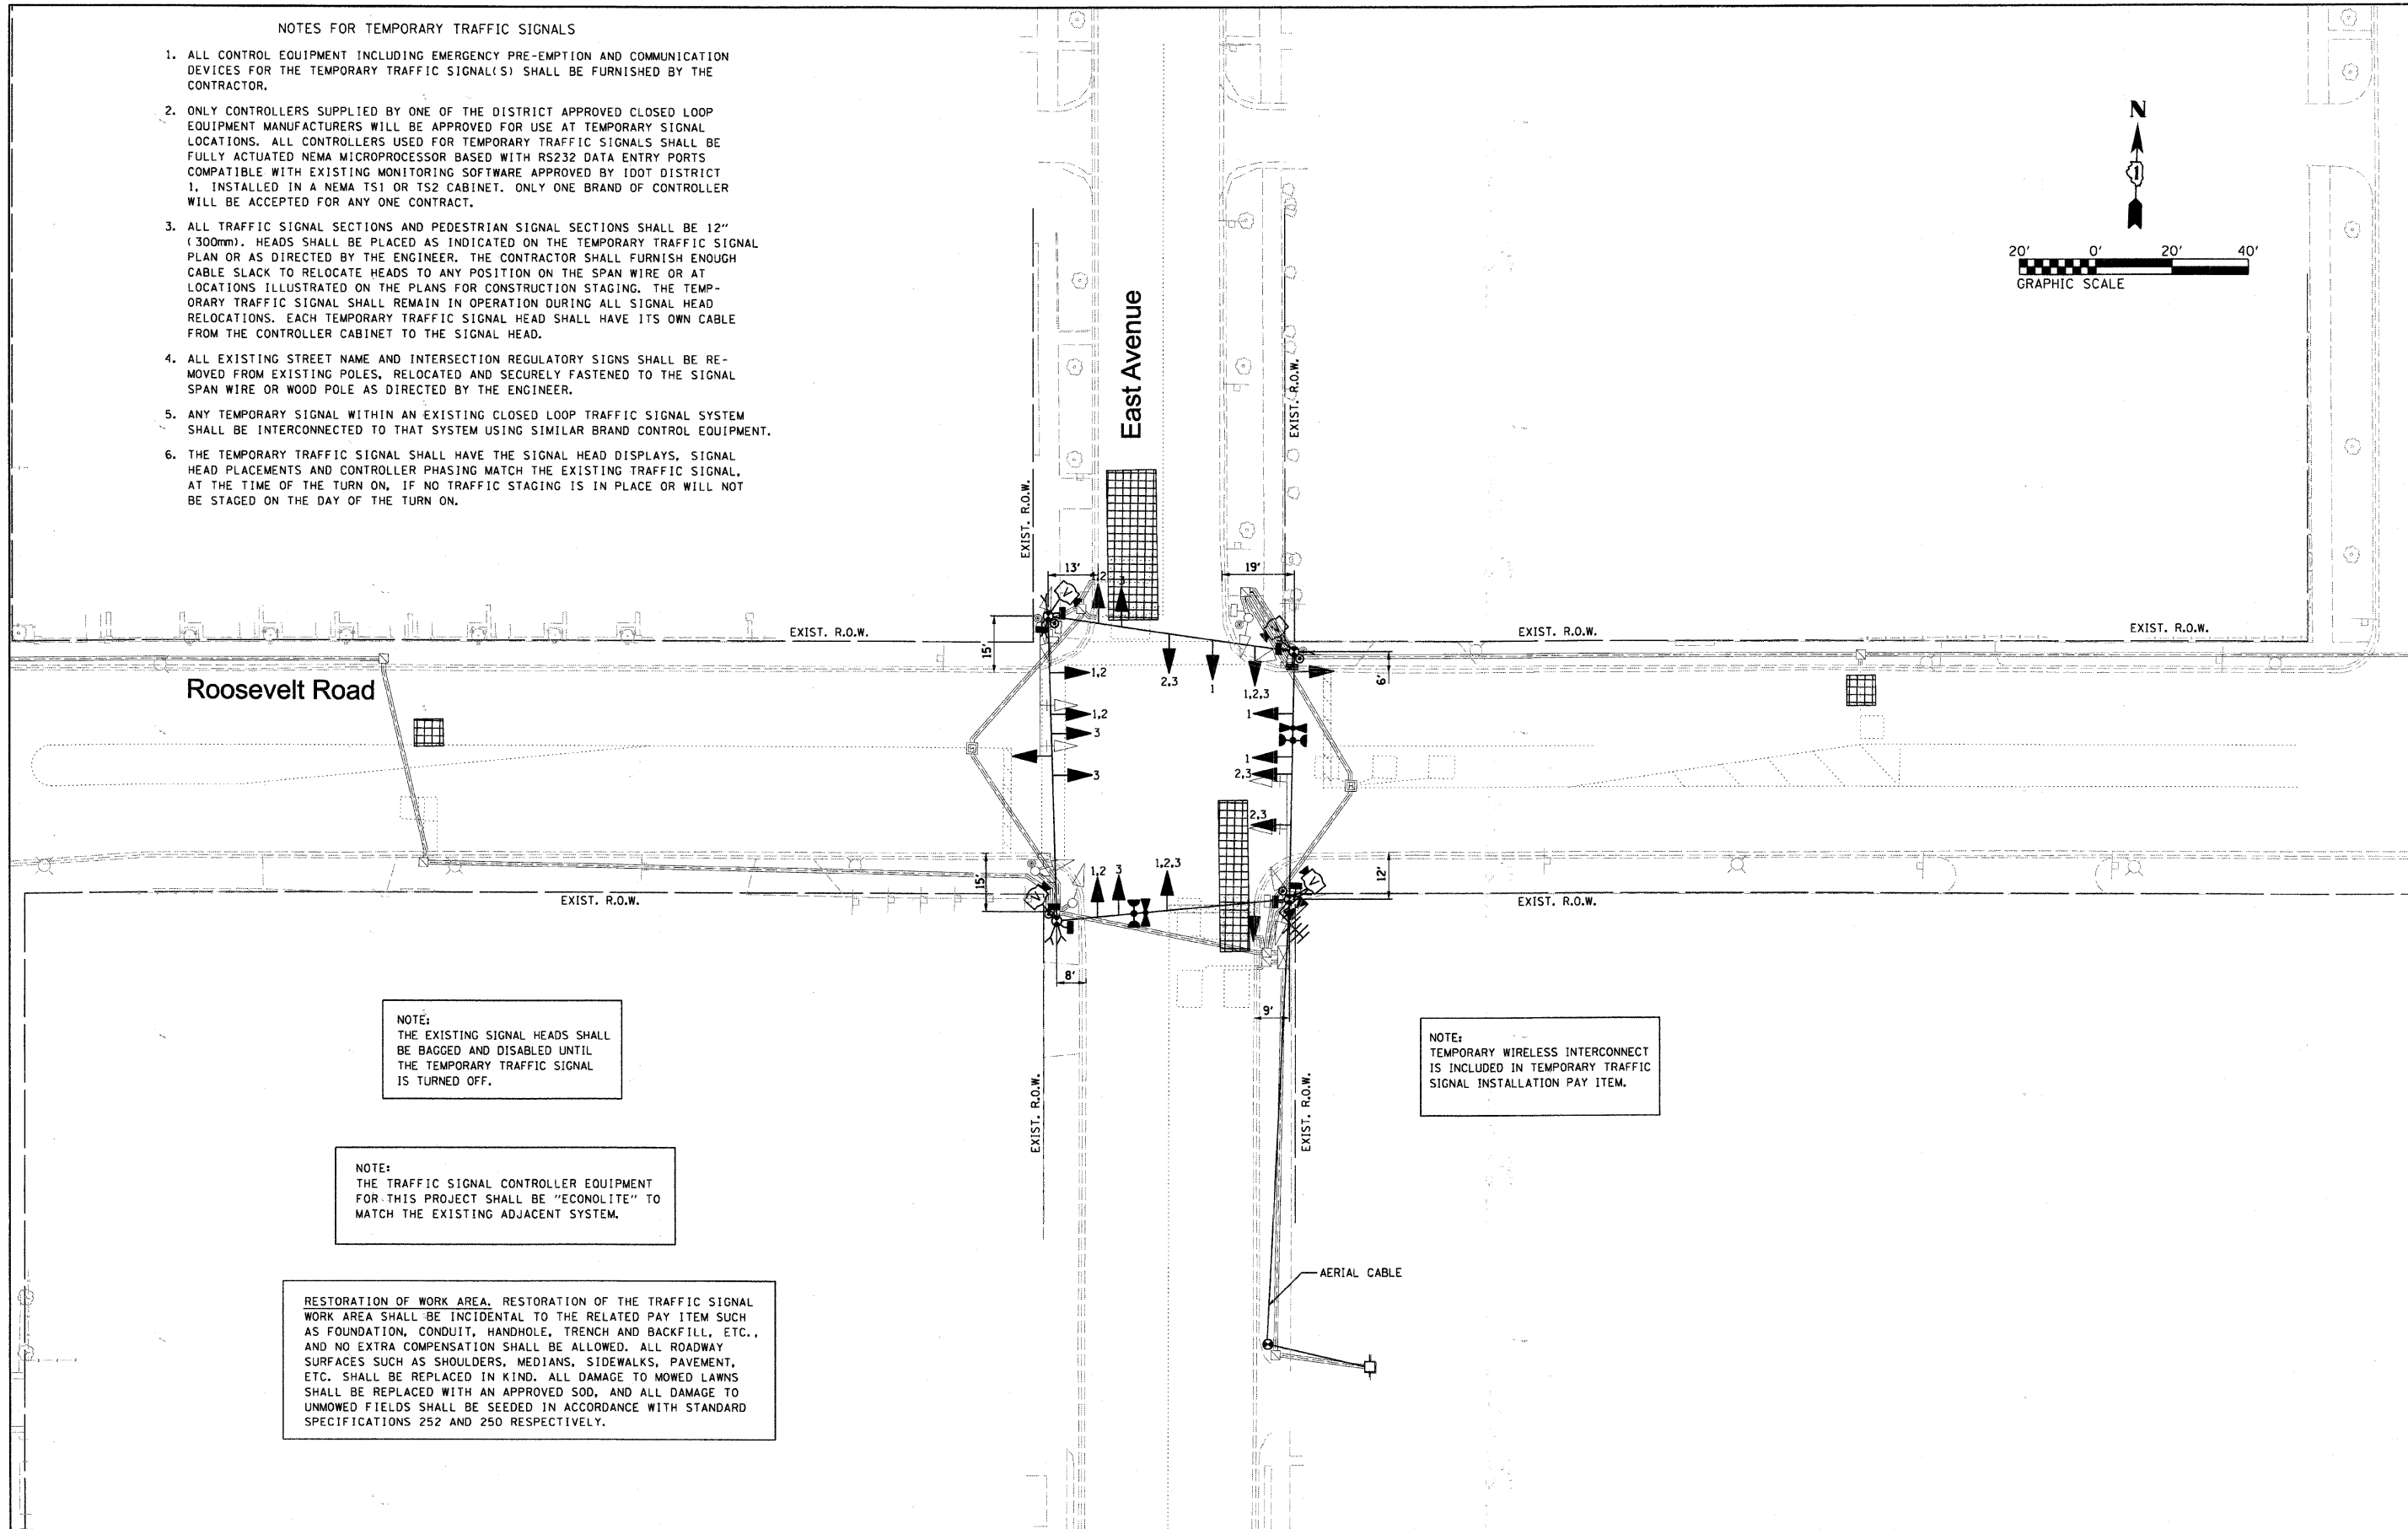 NOTES FOR TEMPORARY TRAFFIC SIGNALS
1. ALL CONTROL EQUIPMENT INCLUDING EMERGENCY PRE-EMPTION AND COMMUNICATION
DEVICES FOR THE TEMPORARY TRAFFIC SIGNAL(S) SHALL BE FURNISHED BY THE
CONTRACTOR.
2. ONLY CONTROLLERS SUPPLIED BY ONE OF THE DISTRICT APPROVED CLOSED LOOP
EQUIPMENT MANUFACTURERS WILL BE APPROVED FOR USE AT TEMPORARY SIGNAL
LOCATIONS. ALL CONTROLLERS USED FOR TEMPORARY TRAFFIC SIGNALS SHALL BE
FULLY ACTUATED NEMA MICROPROCESSOR BASED WITH RS232 DATA ENTRY PORTS
COMPATIBLE WITH EXISTING MONITORING SOFTWARE APPROVED BY IDOT DISTRICT
1, INSTALLED IN A NEMA TS1 OR TS2 CABINET. ONLY ONE BRAND OF CONTROLLER
WILL BE ACCEPTED FOR ANY ONE CONTRACT.
3. ALL TRAFFIC SIGNAL SECTIONS AND PEDESTRIAN SIGNAL SECTIONS SHALL BE 12"
(300mm). HEADS SHALL BE PLACED AS INDICATED ON THE TEMPORARY TRAFFIC SIGNAL
PLAN OR AS DIRECTED BY THE ENGINEER. THE CONTRACTOR SHALL FURNISH ENOUGH
CABLE SLACK TO RELOCATE HEADS TO ANY POSITION ON THE SPAN WIRE OR AT
LOCATIONS ILLUSTRATED ON THE PLANS FOR CONSTRUCTION STAGING. THE TEMP-
ORARY TRAFFIC SIGNAL SHALL REMAIN IN OPERATION DURING ALL SIGNAL HEAD
RELOCATIONS. EACH TEMPORARY TRAFFIC SIGNAL HEAD SHALL HAVE ITS OWN CABLE
FROM THE CONTROLLER CABINET TO THE SIGNAL HEAD.
4. ALL EXISTING STREET NAME AND INTERSECTION REGULATORY SIGNS SHALL BE RE-
MOVED FROM EXISTING POLES, RELOCATED AND SECURELY FASTENED TO THE SIGNAL
SPAN WIRE OR WOOD POLE AS DIRECTED BY THE ENGINEER.
5. ANY TEMPORARY SIGNAL WITHIN AN EXISTING CLOSED LOOP TRAFFIC SIGNAL SYSTEM
SHALL BE INTERCONNECTED TO THAT SYSTEM USING SIMILAR BRAND CONTROL EQUIPMENT.
6. THE TEMPORARY TRAFFIC SIGNAL SHALL HAVE THE SIGNAL HEAD DISPLAYS, SIGNAL
HEAD PLACEMENTS AND CONTROLLER PHASING MATCH THE EXISTING TRAFFIC SIGNAL,
AT THE TIME OF THE TURN ON, IF NO TRAFFIC STAGING IS IN PLACE OR WILL NOT
BE STAGED ON THE DAY OF THE TURN ON.
N
1
20' 0' 20' 40'
GRAPHIC SCALE
East Avenue
EXIST. R.O.W.
EXIST. R.O.W.
13'
19'
1,2
3
V
V
15'
EXIST. R.O.W.
EXIST. R.O.W.
EXIST. R.O.W.
Roosevelt Road
1,2
2,3
1
1,2,3
6'
1,2
1
3
1
3
2,3
2,3
15'
1,2
3
1,2,3
12'
V
V
EXIST. R.O.W.
EXIST. R.O.W.
8'
9'
NOTE:
THE EXISTING SIGNAL HEADS SHALL
BE BAGGED AND DISABLED UNTIL
THE TEMPORARY TRAFFIC SIGNAL
IS TURNED OFF.
NOTE:
TEMPORARY WIRELESS INTERCONNECT
IS INCLUDED IN TEMPORARY TRAFFIC
SIGNAL INSTALLATION PAY ITEM.
EXIST. R.O.W.
EXIST. R.O.W.
NOTE:
THE TRAFFIC SIGNAL CONTROLLER EQUIPMENT
FOR THIS PROJECT SHALL BE "ECONOLITE" TO
MATCH THE EXISTING ADJACENT SYSTEM.
AERIAL CABLE
RESTORATION OF WORK AREA. RESTORATION OF THE TRAFFIC SIGNAL
WORK AREA SHALL BE INCIDENTAL TO THE RELATED PAY ITEM SUCH
AS FOUNDATION, CONDUIT, HANDHOLE, TRENCH AND BACKFILL, ETC.,
AND NO EXTRA COMPENSATION SHALL BE ALLOWED. ALL ROADWAY
SURFACES SUCH AS SHOULDERS, MEDIANS, SIDEWALKS, PAVEMENT,
ETC. SHALL BE REPLACED IN KIND. ALL DAMAGE TO MOWED LAWNS
SHALL BE REPLACED WITH AN APPROVED SOD, AND ALL DAMAGE TO
UNMOWED FIELDS SHALL BE SEEDED IN ACCORDANCE WITH STANDARD
SPECIFICATIONS 252 AND 250 RESPECTIVELY.